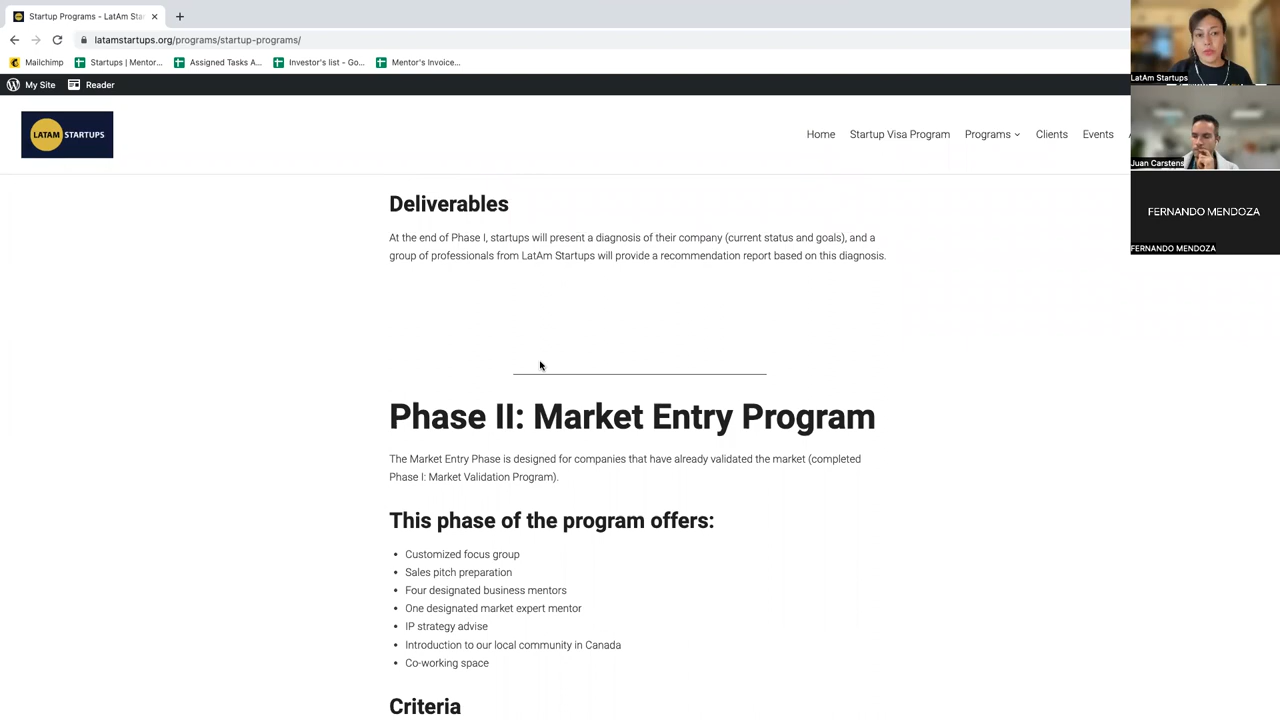 Startup Programs - LatAm Star
latamstartups.org/programs/startup-programs/
Mailchimp
Startups | Mentor...
Assigned Tasks A...
Investor's list - Go...
Mentor's Invoice...
My Site
Reader
LATAM STARTUPS
Home
Startup Visa Program
Programs
Clients
Events
LatAm Startups
Juan Carstens
FERNANDO MENDOZA
FERNANDO MENDOZA
Deliverables
At the end of Phase I, startups will present a diagnosis of their company (current status and goals), and a
group of professionals from LatAm Startups will provide a recommendation report based on this diagnosis.
Phase II: Market Entry Program
The Market Entry Phase is designed for companies that have already validated the market (completed
Phase I: Market Validation Program).
This phase of the program offers:
• Customized focus group
• Sales pitch preparation
• Four designated business mentors
• One designated market expert mentor
• IP strategy advise
• Introduction to our local community in Canada
• Co-working space
Criteria